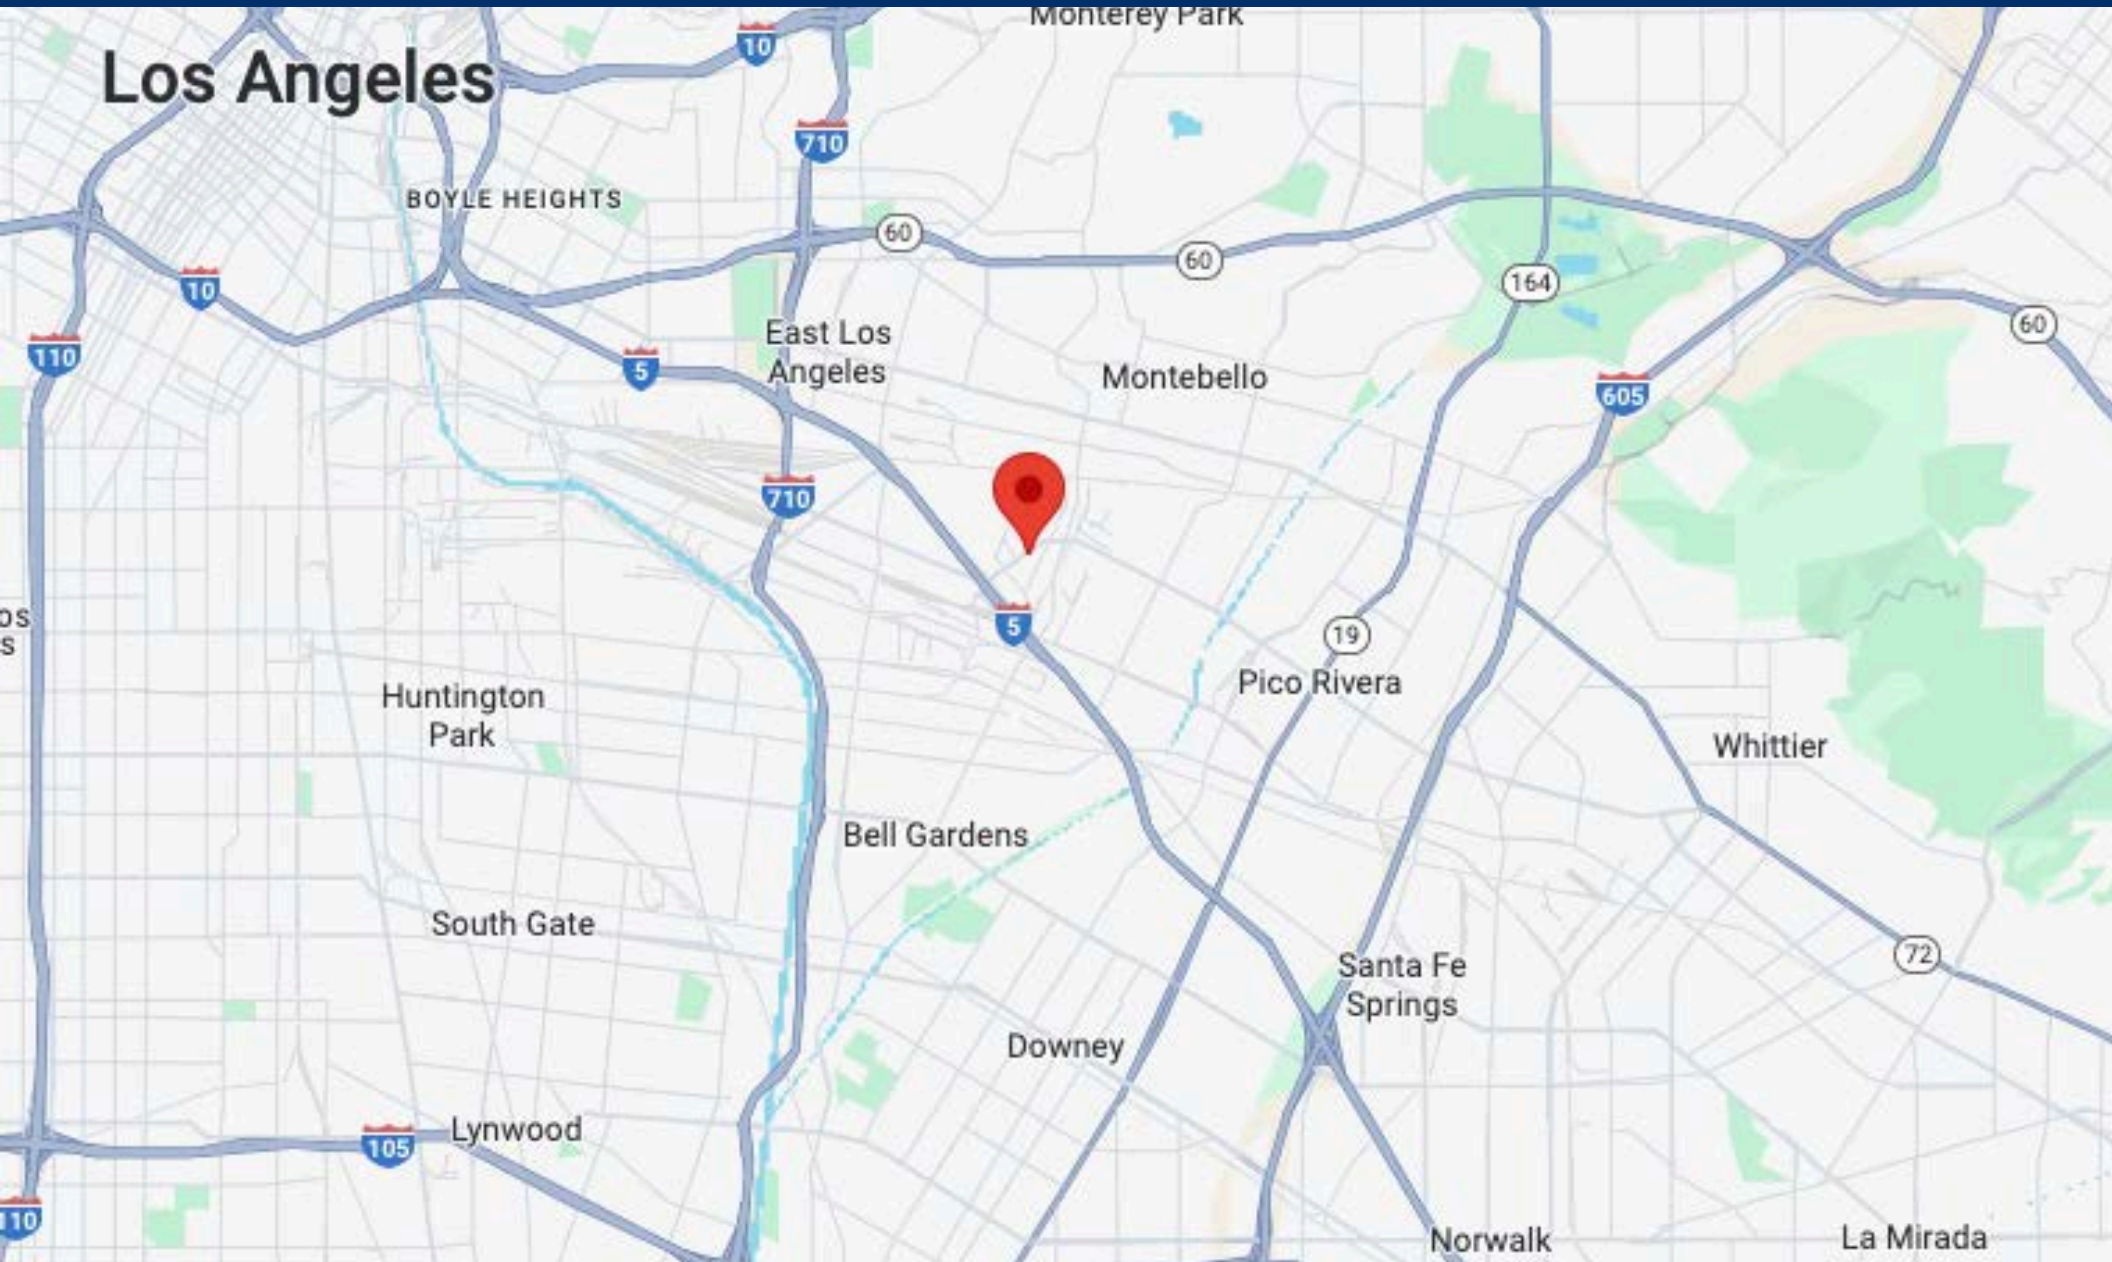 Monterey Park
Los Angeles
10
710
BOYLE HEIGHTS
60
60
164
10
60
110
East Los
Angeles
5
Montebello
605
710
5
19
os
s
Huntington
Park
Pico Rivera
Whittier
Bell Gardens
South Gate
72
Santa Fe
Springs
Downey
Lynwood
105
110
Norwalk
La Mirada